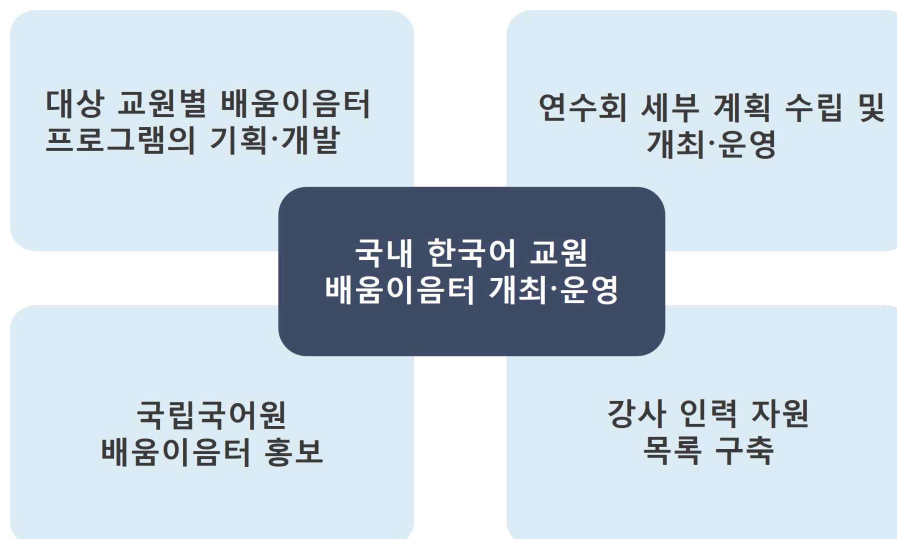 대상 교원별 배움이음터
프로그램의 기획·개발
연수회 세부 계획 수립 및
개최·운영
국내 한국어 교원
배움이음터 개최·운영
국립국어원
배움이음터 홍보
강사 인력 자원
목록 구축